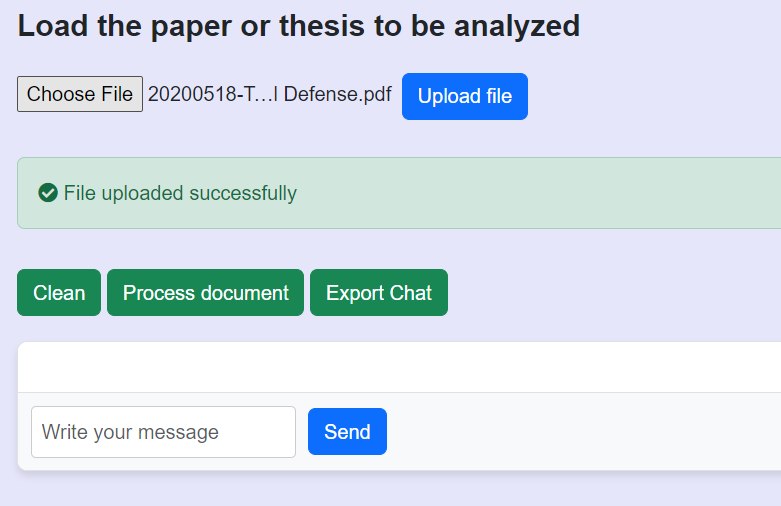 Load the paper or thesis to be analyzed
Choose File 20200518-T...l Defense.pdf Upload file
File uploaded successfully
Clean Process document Export Chat
Write your message Send